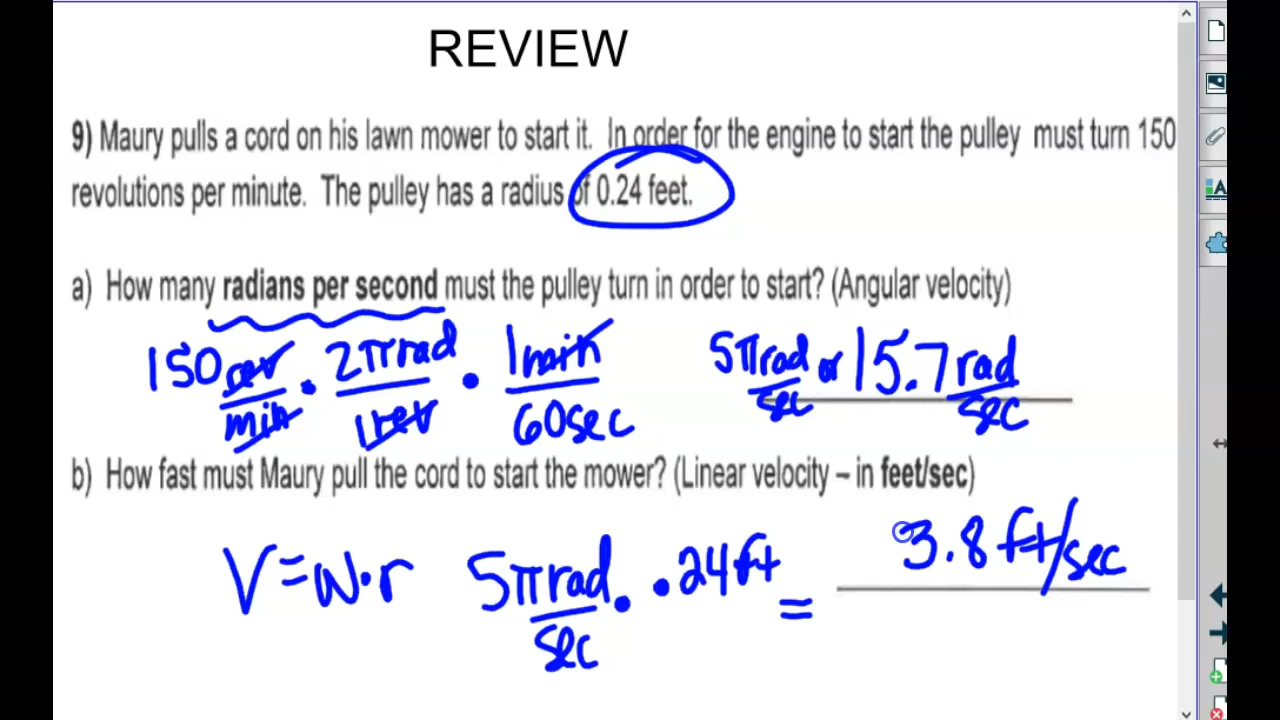 REVIEW
9) Maury pulls a cord on his lawn mower to start it. In order for the engine to start the pulley must turn 150
revolutions per minute. The pulley has a radius of 0.24 feet.
a) How many radians per second must the pulley turn in order to start? (Angular velocity)
150 rev/min · 2π rad/1 rev · 1 min/60 sec 5π rad/sec or 15.7 rad/sec
b) How fast must Maury pull the cord to start the mower? (Linear velocity – in feet/sec)
V = W · r 5π rad/sec · .24 ft = 3.8 ft/sec